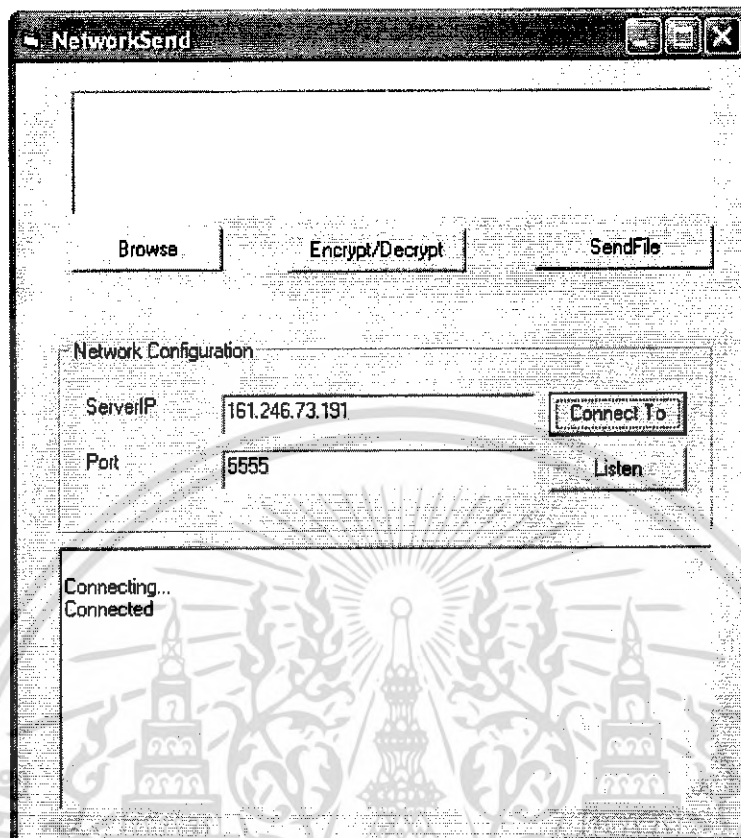 NetworkSend
Browse Encrypt/Decrypt SendFile
Network Configuration
ServerIP 161.246.73.191 Connect To
Port 5555 Listen
Connecting...
Connected